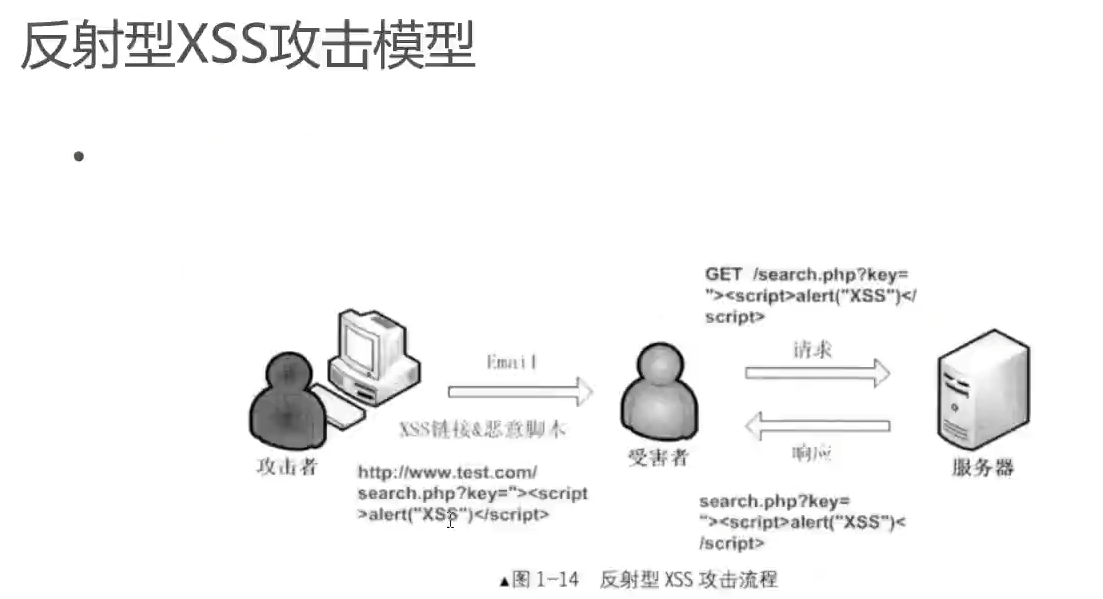 反射型XSS攻击模型
GET /search.php?key=
"><script>alert("XSS")</
script>
Email
请求
XSS链接&恶意脚本
响应
攻击者
受害者
服务器
http://www.test.com/
search.php?key="><script
>alert("XSS")</script>
search.php?key=
"><script>alert("XSS")<
/script>
▲图 1-14 反射型 XSS 攻击流程